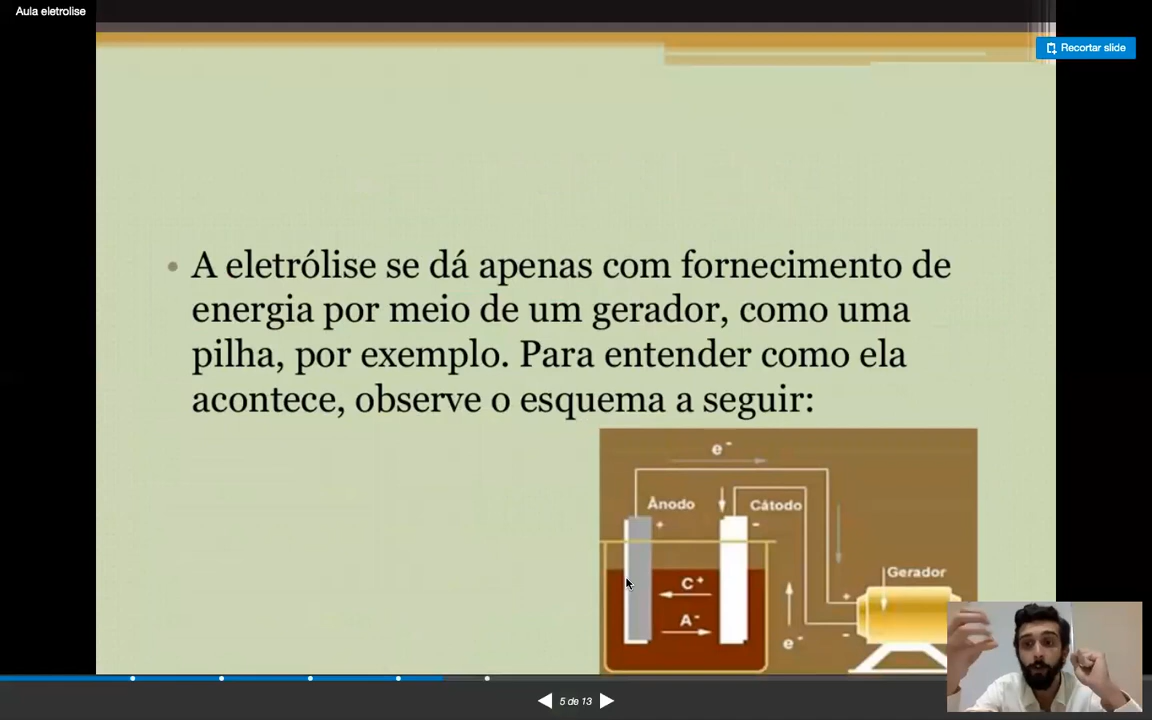 Aula eletrolise
Recortar slide
• A eletrólise se dá apenas com fornecimento de
energia por meio de um gerador, como uma
pilha, por exemplo. Para entender como ela
acontece, observe o esquema a seguir:
e⁻
Ânodo
Cátodo
+
-
C⁺
A⁻
Gerador
+
-
e⁻
5 de 13